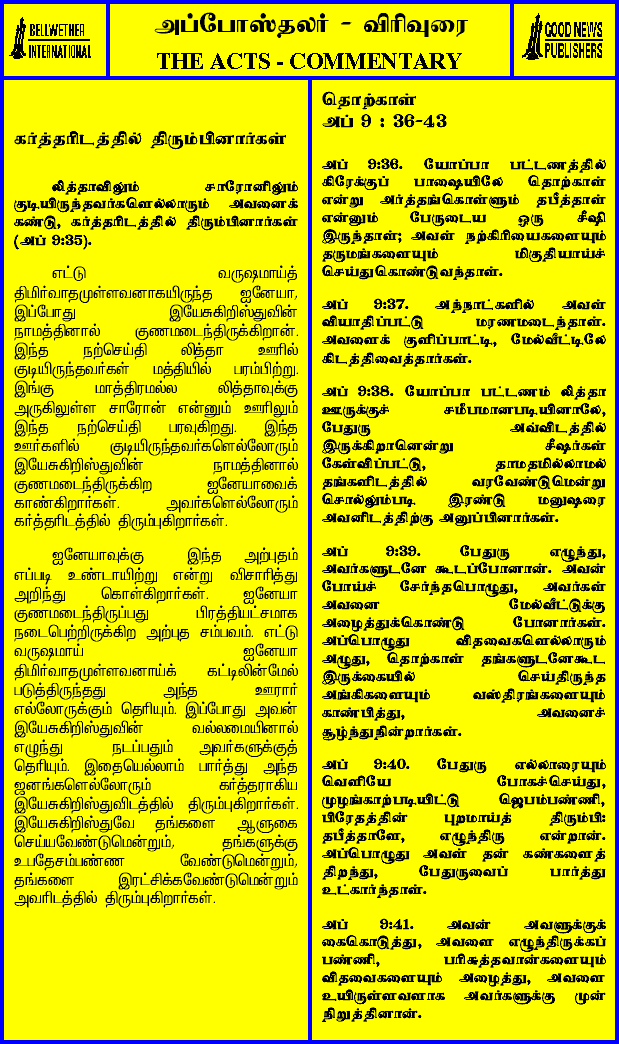 BELLWETHER
INTERNATIONAL
அப்போஸ்தலர் - விரிவுரை
THE ACTS - COMMENTARY
GOOD NEWS
PUBLISHERS
கர்த்தரிடத்தில் திரும்பினார்கள்
லித்தாவிலும் சாரோனிலும்
குடியிருந்தவர்களெல்லாரும் அவனைக்
கண்டு, கர்த்தரிடத்தில் திரும்பினார்கள்
(அப் 9:35).
எட்டு வருஷமாய்த்
திமிர்வாதமுள்ளவனாகயிருந்த ஐனேயா,
இப்போது இயேசுகிறிஸ்துவின்
நாமத்தினால் குணமடைந்திருக்கிறான்.
இந்த நற்செய்தி லித்தா ஊரில்
குடியிருந்தவர்கள் மத்தியில் பரம்பிற்று.
இங்கு மாத்திரமல்ல லித்தாவுக்கு
அருகிலுள்ள சாரோன் என்னும் ஊரிலும்
இந்த நற்செய்தி பரவுகிறது. இந்த
ஊர்களில் குடியிருந்தவர்களெல்லோரும்
இயேசுகிறிஸ்துவின் நாமத்தினால்
குணமடைந்திருக்கிற ஐனேயாவைக்
காண்கிறார்கள். அவர்களெல்லோரும்
கர்த்தரிடத்தில் திரும்புகிறார்கள்.
ஐனேயாவுக்கு இந்த அற்புதம்
எப்படி உண்டாயிற்று என்று விசாரித்து
அறிந்து கொள்கிறார்கள். ஐனேயா
குணமடைந்திருப்பது பிரத்தியட்சமாக
நடைபெற்றிருக்கிற அற்புத சம்பவம். எட்டு
வருஷமாய் ஐனேயா
திமிர்வாதமுள்ளவனாய்க் கட்டிலின்மேல்
படுத்திருந்தது அந்த ஊரார்
எல்லோருக்கும் தெரியும். இப்போது அவன்
இயேசுகிறிஸ்துவின் வல்லமையினால்
எழுந்து நடப்பதும் அவர்களுக்குத்
தெரியும். இதையெல்லாம் பார்த்து அந்த
ஜனங்களெல்லோரும் கர்த்தராகிய
இயேசுகிறிஸ்துவிடத்தில் திரும்புகிறார்கள்.
இயேசுகிறிஸ்துவே தங்களை ஆளுகை
செய்யவேண்டுமென்றும், தங்களுக்கு
உபதேசம்பண்ண வேண்டுமென்றும்,
தங்களை இரட்சிக்கவேண்டுமென்றும்
அவரிடத்தில் திரும்புகிறார்கள்.
தொற்காள்
அப் 9 : 36-43
அப் 9:36. யோப்பா பட்டணத்தில்
கிரேக்குப் பாஷையிலே தொற்காள்
என்று அர்த்தங்கொள்ளும் தபீத்தாள்
என்னும் பேருடைய ஒரு சீஷி
இருந்தாள்; அவள் நற்கிரியைகளையும்
தருமங்களையும் மிகுதியாய்ச்
செய்துகொண்டுவந்தாள்.
அப் 9:37. அந்நாட்களில் அவள்
வியாதிப்பட்டு மரணமடைந்தாள்.
அவளைக் குளிப்பாட்டி, மேல்வீட்டிலே
கிடத்திவைத்தார்கள்.
அப் 9:38. யோப்பா பட்டணம் லித்தா
ஊருக்குச் சமீபமானபடியினாலே,
பேதுரு அவ்விடத்தில்
இருக்கிறானென்று சீஷர்கள்
கேள்விப்பட்டு, தாமதமில்லாமல்
தங்களிடத்தில் வரவேண்டுமென்று
சொல்லும்படி இரண்டு மனுஷரை
அவனிடத்திற்கு அனுப்பினார்கள்.
அப் 9:39. பேதுரு எழுந்து,
அவர்களுடனே கூடப்போனான். அவன்
போய்ச் சேர்ந்தபொழுது, அவர்கள்
அவனை மேல்வீட்டுக்கு
அழைத்துக்கொண்டு போனார்கள்.
அப்பொழுது விதவைகளெல்லாரும்
அழுது, தொற்காள் தங்களுடனேகூட
இருக்கையில் செய்திருந்த
அங்கிகளையும் வஸ்திரங்களையும்
காண்பித்து, அவனைச்
சூழ்ந்துநின்றார்கள்.
அப் 9:40. பேதுரு எல்லாரையும்
வெளியே போகச்செய்து,
முழங்காற்படியிட்டு ஜெபம்பண்ணி,
பிரேதத்தின் புறமாய்த் திரும்பி:
தபீத்தாளே, எழுந்திரு என்றான்.
அப்பொழுது அவள் தன் கண்களைத்
திறந்து, பேதுருவைப் பார்த்து
உட்கார்ந்தாள்.
அப் 9:41. அவன் அவளுக்குக்
கைகொடுத்து, அவளை எழுந்திருக்கப்
பண்ணி, பரிசுத்தவான்களையும்
விதவைகளையும் அழைத்து, அவளை
உயிருள்ளவளாக அவர்களுக்கு முன்
நிறுத்தினான்.